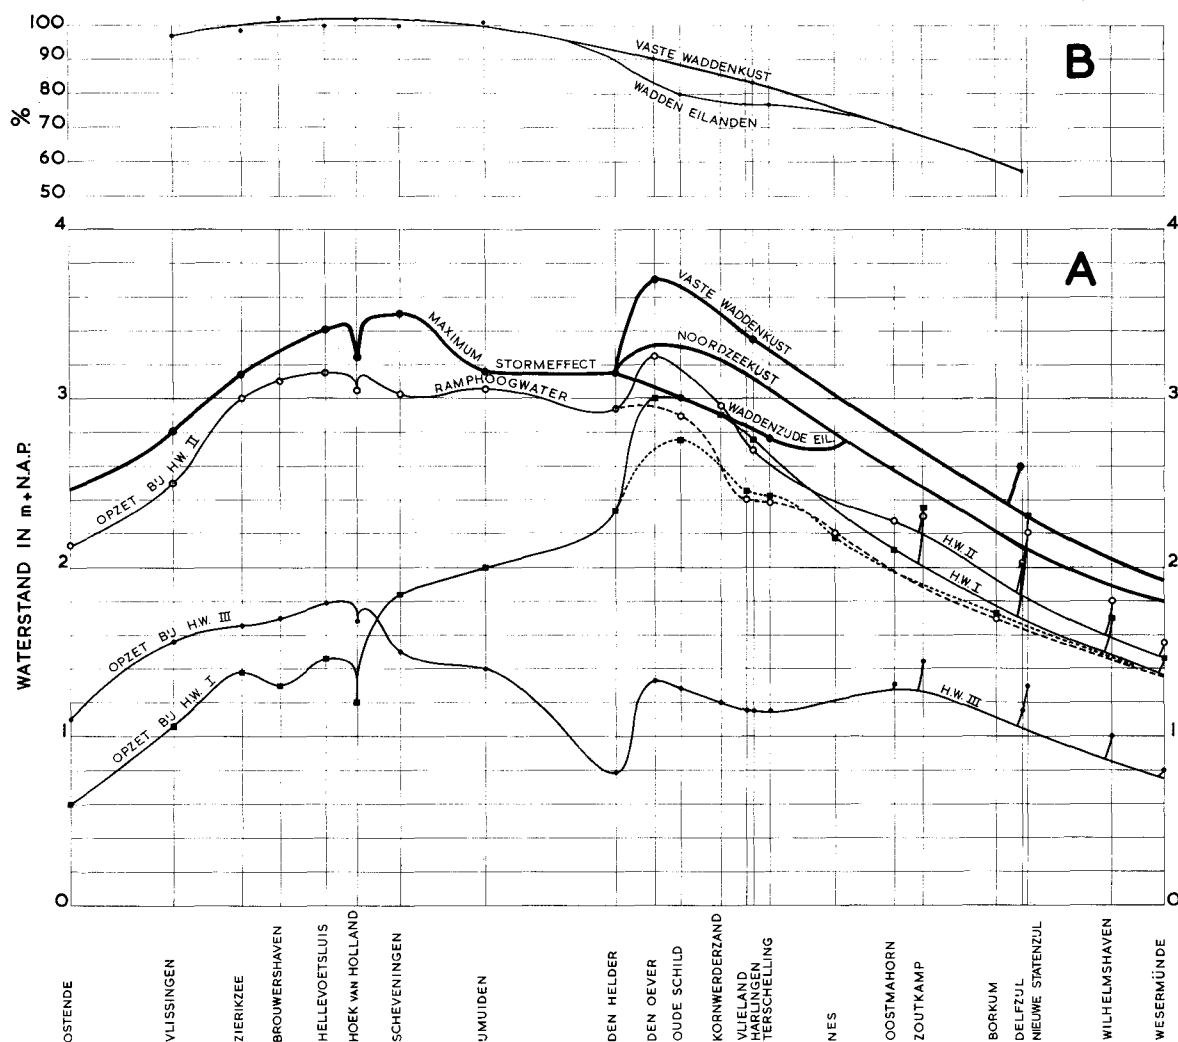 100
90
80
70
60
50
%
B
VASTE WADDENKUST
WADDEN EILANDEN
4
3
2
1
0
4
3
2
1
0
WATERSTAND IN m + N.A.P.
A
MAXIMUM STORMEFFECT
RAMPHOOGWATER
VASTE WADDENKUST
NOORDZEEKUST
WADDENZIJDE EIL.
OPZET BIJ H.W. II
OPZET BIJ H.W. III
OPZET BIJ H.W. I
H.W. II
H.W. I
H.W. III
OSTENDE
VLISSINGEN
ZIERIKZEE
BROUWERSHAVEN
HELLEVOETSLUIS
HOEK VAN HOLLAND
SCHEVENINGEN
IJMUIDEN
DEN HELDER
DEN OEVER
OUDE SCHILD
KORNWERDERZAND
VLIELAND
HARLINGEN
TERSCHELLING
NES
OOSTMAHORN
ZOUTKAMP
BORKUM
DELFZIJL
NIEUWE STATENZIJL
WILHELMSHAVEN
WESERMÜNDE